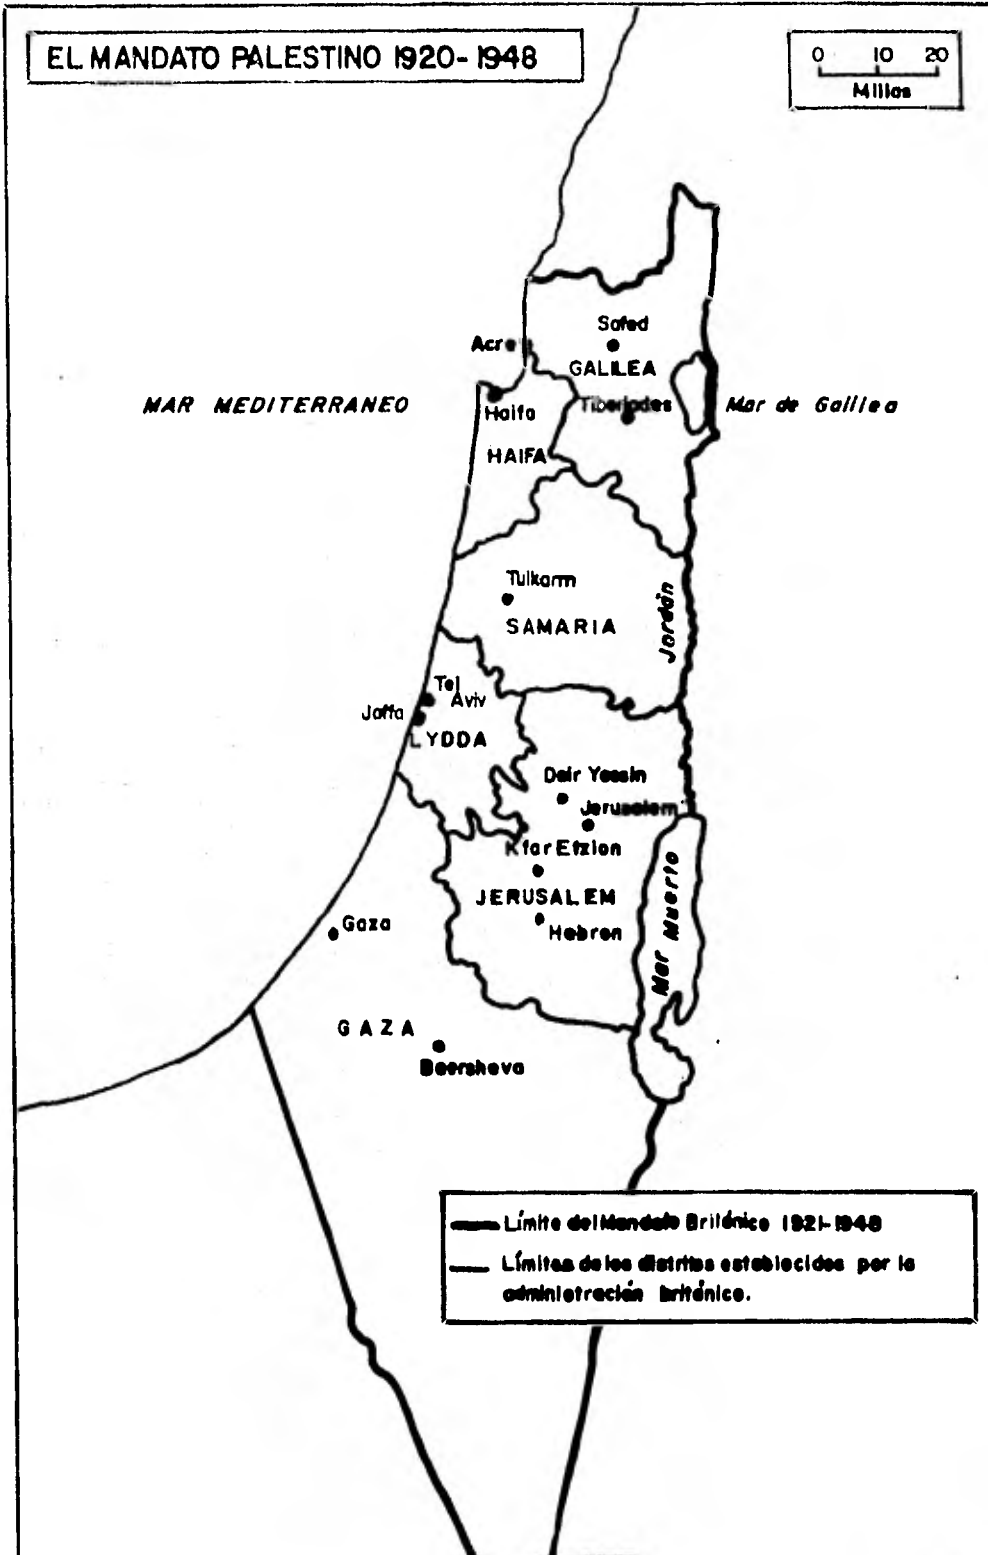 EL MANDATO PALESTINO 1920-1948
0 10 20
Millas
Safed
Acre
GALILEA
MAR MEDITERRANEO
Haifa
Tiberiades
Mar de Galilea
HAIFA
Tulkarm
SAMARIA
Jordán
Tel
Aviv
Jaffa
LYDDA
Deir Yessin
Jerusalem
Kfar Etzion
JERUSALEM
Hebron
Mar Muerto
Gaza
GAZA
Beersheva
Límite del Mandato Británico 1921-1948
Límites de los distritos establecidos por la
administración británica.